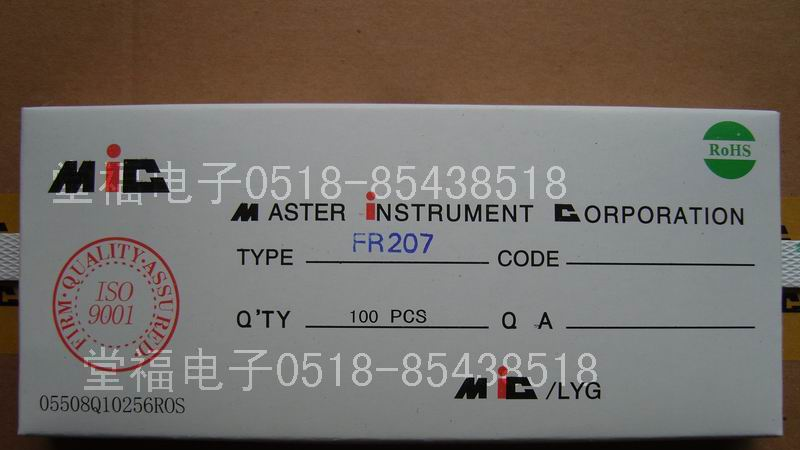 MiC
RoHS
堂福电子0518-85438518
MASTER INSTRUMENT CORPORATION
TYPE FR207 CODE
FIRM·QUALITY·ASSURED
ISO
9001
Q'TY 100 PCS Q A
堂福电子0518-85438518
MiC/LYG
05508Q10256ROS